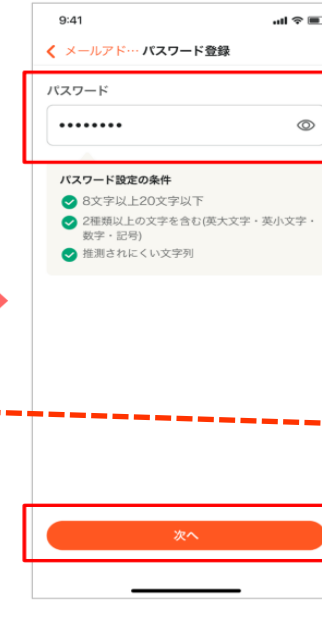 9:41
メールアド… パスワード登録
パスワード
••••••••
パスワード設定の条件
8文字以上20文字以下
2種類以上の文字を含む(英大文字・英小文字・
数字・記号)
推測されにくい文字列
次へ